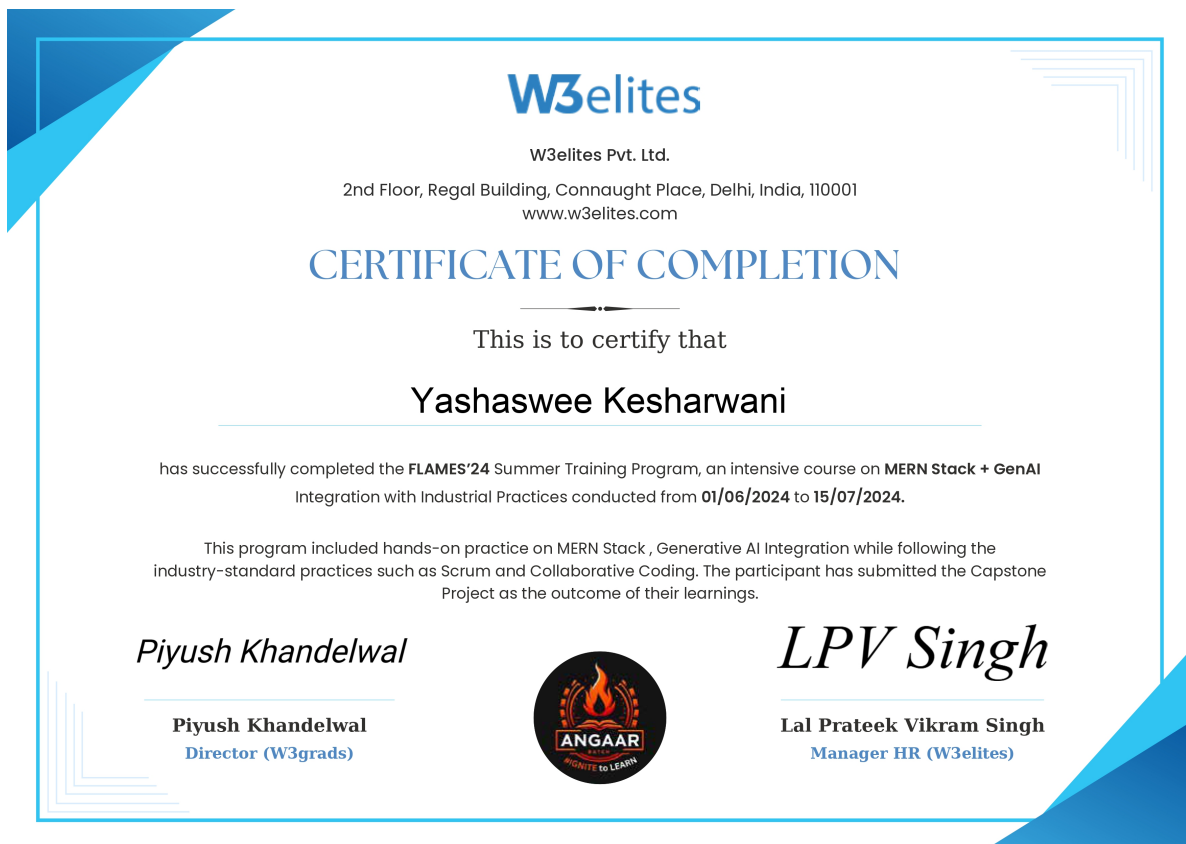 W3elites
W3elites Pvt. Ltd.
2nd Floor, Regal Building, Connaught Place, Delhi, India, 110001
www.w3elites.com
CERTIFICATE OF COMPLETION
This is to certify that
Yashaswee Kesharwani
has successfully completed the FLAMES’24 Summer Training Program, an intensive course on MERN Stack + GenAI
Integration with Industrial Practices conducted from 01/06/2024 to 15/07/2024.
This program included hands-on practice on MERN Stack , Generative AI Integration while following the
industry-standard practices such as Scrum and Collaborative Coding. The participant has submitted the Capstone
Project as the outcome of their learnings.
Piyush Khandelwal
LPV Singh
Piyush Khandelwal
Director (W3grads)
ANGAAR
BATCH
#IGNITE to LEARN
Lal Prateek Vikram Singh
Manager HR (W3elites)